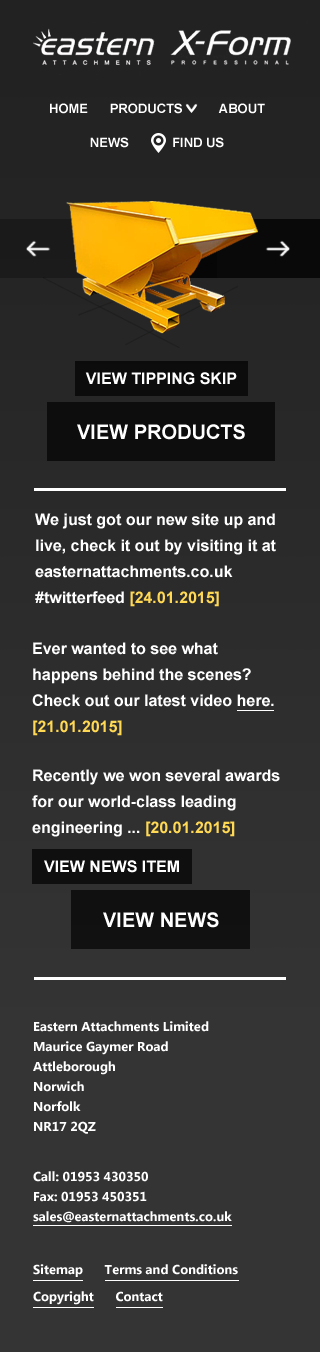 eastern X-Form
ATTACHMENTS PROFESSIONAL
HOME PRODUCTS ABOUT
NEWS FIND US
VIEW TIPPING SKIP
VIEW PRODUCTS
We just got our new site up and
live, check it out by visiting it at
easternattachments.co.uk
#twitterfeed [24.01.2015]
Ever wanted to see what
happens behind the scenes?
Check out our latest video here.
[21.01.2015]
Recently we won several awards
for our world-class leading
engineering ... [20.01.2015]
VIEW NEWS ITEM
VIEW NEWS
Eastern Attachments Limited
Maurice Gaymer Road
Attleborough
Norwich
Norfolk
NR17 2QZ
Call: 01953 430350
Fax: 01953 450351
sales@easternattachments.co.uk
Sitemap Terms and Conditions
Copyright Contact